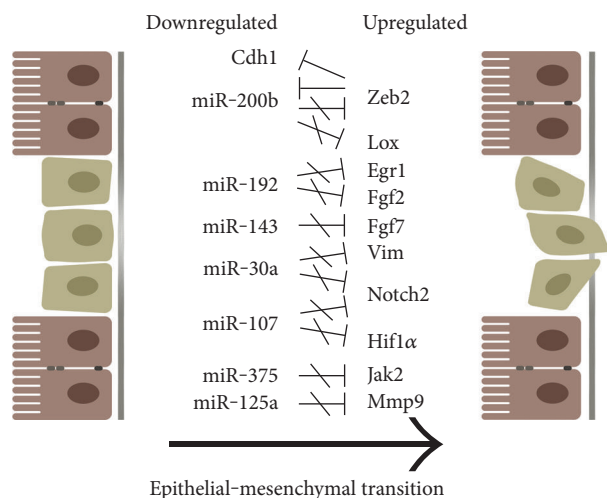 Downregulated Upregulated
Cdh1
miR-200b Zeb2
Lox
miR-192 Egr1
Fgf2
miR-143 Fgf7
miR-30a Vim
Notch2
miR-107
Hif1α
miR-375 Jak2
miR-125a Mmp9
Epithelial-mesenchymal transition